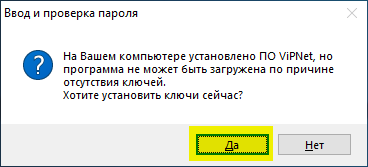 Ввод и проверка пароля
На Вашем компьютере установлено ПО ViPNet, но
программа не может быть загружена по причине
отсутствия ключей.
Хотите установить ключи сейчас?
Да
Нет